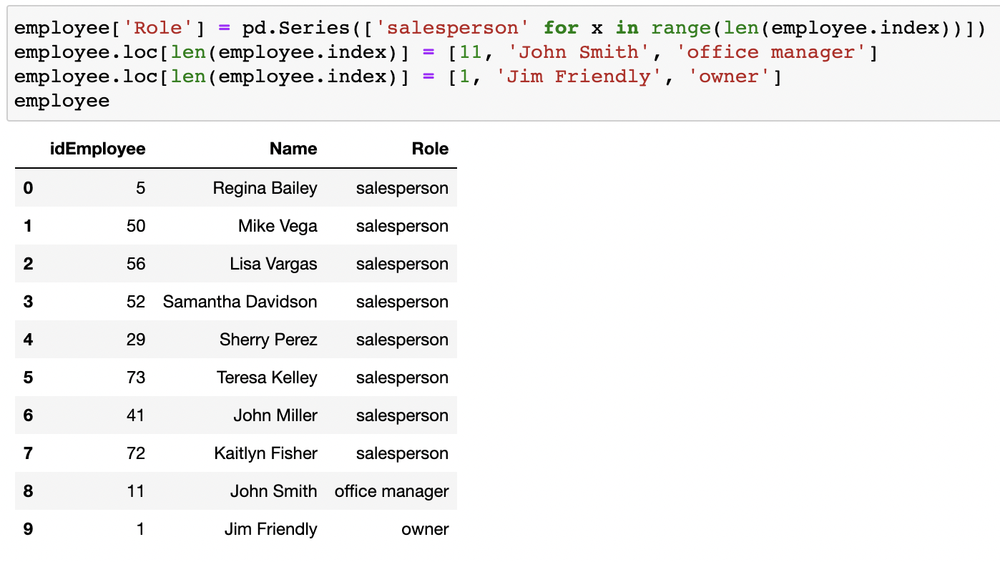 employee['Role'] = pd.Series(['salesperson' for x in range(len(employee.index))])
employee.loc[len(employee.index)] = [11, 'John Smith', 'office manager']
employee.loc[len(employee.index)] = [1, 'Jim Friendly', 'owner']
employee
idEmployee Name Role
0 5 Regina Bailey salesperson
1 50 Mike Vega salesperson
2 56 Lisa Vargas salesperson
3 52 Samantha Davidson salesperson
4 29 Sherry Perez salesperson
5 73 Teresa Kelley salesperson
6 41 John Miller salesperson
7 72 Kaitlyn Fisher salesperson
8 11 John Smith office manager
9 1 Jim Friendly owner